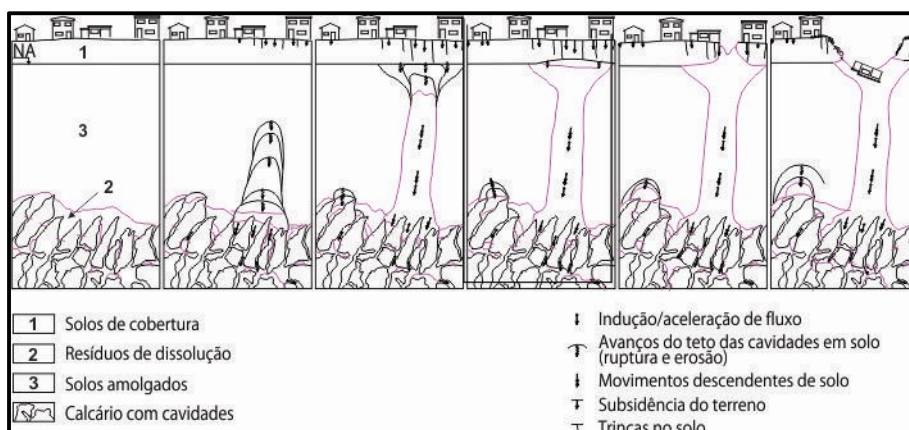 NA
1
3
2
1 Solos de cobertura
2 Resíduos de dissolução
3 Solos amolgados
Calcário com cavidades
Indução/aceleração de fluxo
Avanços do teto das cavidades em solo
(ruptura e erosão)
Movimentos descendentes de solo
Subsidência do terreno
Trincas no solo